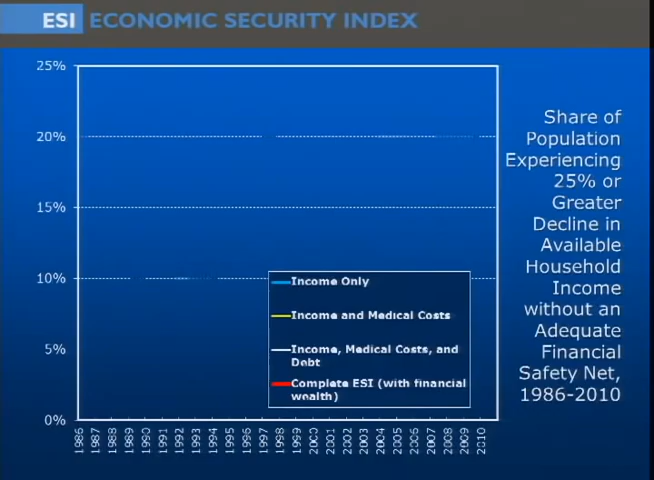 ESI ECONOMIC SECURITY INDEX
25%
20%
15%
10%
5%
0%
Income Only
Income and Medical Costs
Income, Medical Costs, and
Debt
Complete ESI (with financial
wealth)
1986
1987
1988
1989
1990
1991
1992
1993
1994
1995
1996
1997
1998
1999
2000
2001
2002
2003
2004
2005
2006
2007
2008
2009
2010
Share of
Population
Experiencing
25% or
Greater
Decline in
Available
Household
Income
without an
Adequate
Financial
Safety Net,
1986-2010